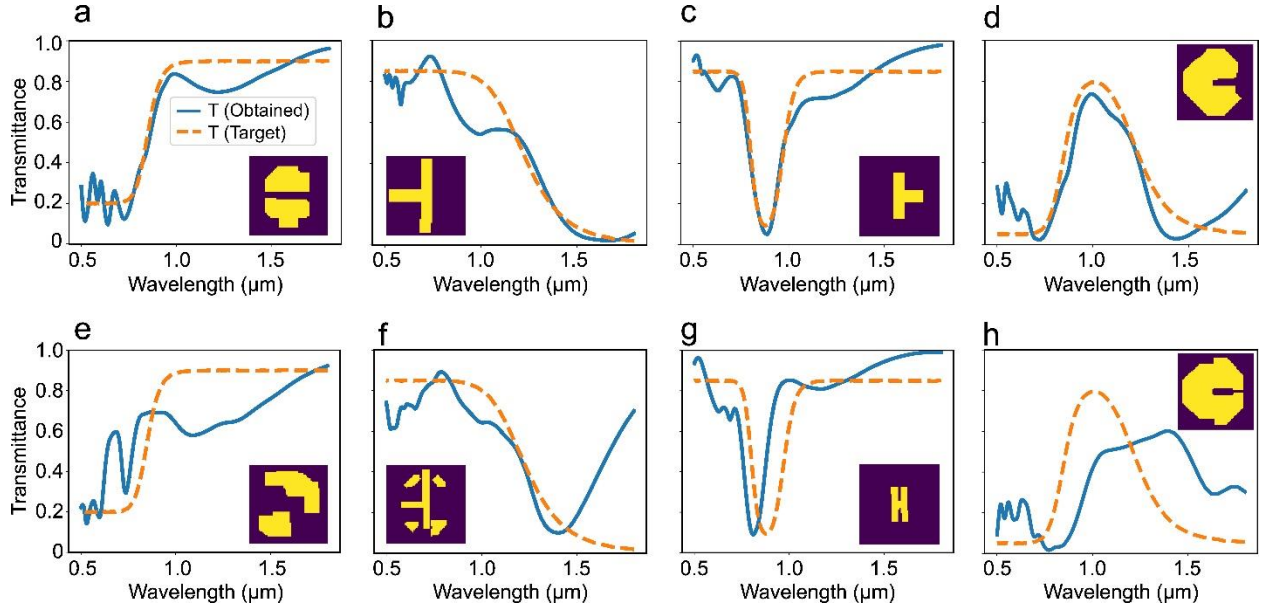 a
b
c
d
1.0
0.8
0.6
0.4
0.2
0
Transmittance
T (Obtained)
T (Target)
0.5 1.0 1.5
0.5 1.0 1.5
0.5 1.0 1.5
0.5 1.0 1.5
Wavelength (μm)
Wavelength (μm)
Wavelength (μm)
Wavelength (μm)
e
f
g
h
1.0
0.8
0.6
0.4
0.2
0
Transmittance
0.5 1.0 1.5
0.5 1.0 1.5
0.5 1.0 1.5
0.5 1.0 1.5
Wavelength (μm)
Wavelength (μm)
Wavelength (μm)
Wavelength (μm)